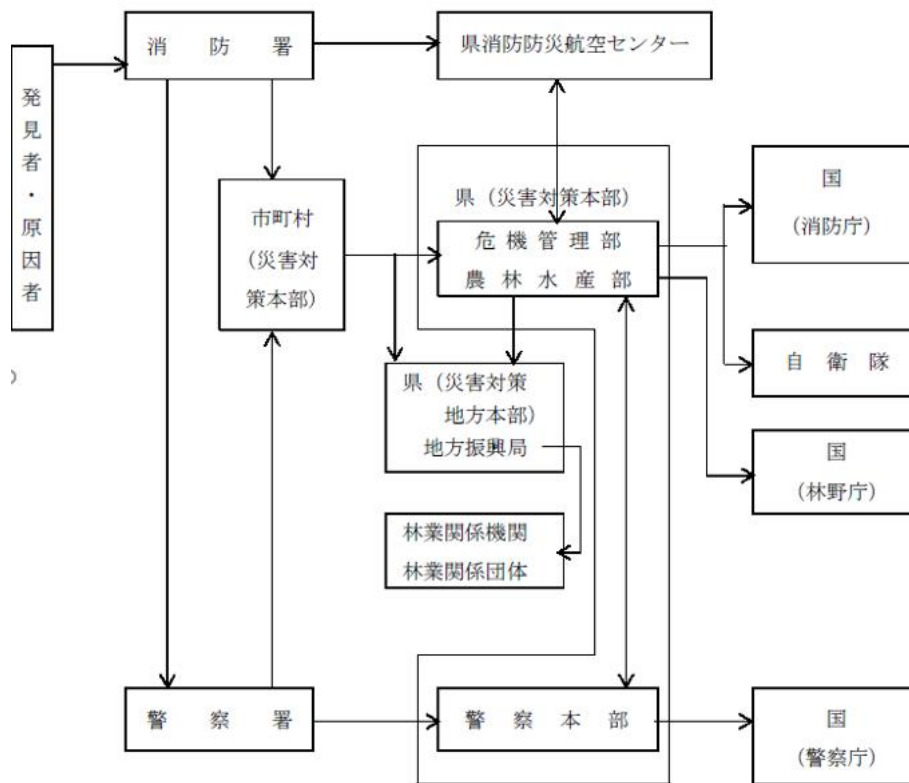 消防署
県消防防災航空センター
発見者・原因者
市町村
（災害対
策本部）
県（災害対策本部）
危機管理部
農林水産部
国
（消防庁）
自衛隊
県（災害対策
地方本部）
地方振興局
国
（林野庁）
林業関係機関
林業関係団体
警察署
警察本部
国
（警察庁）